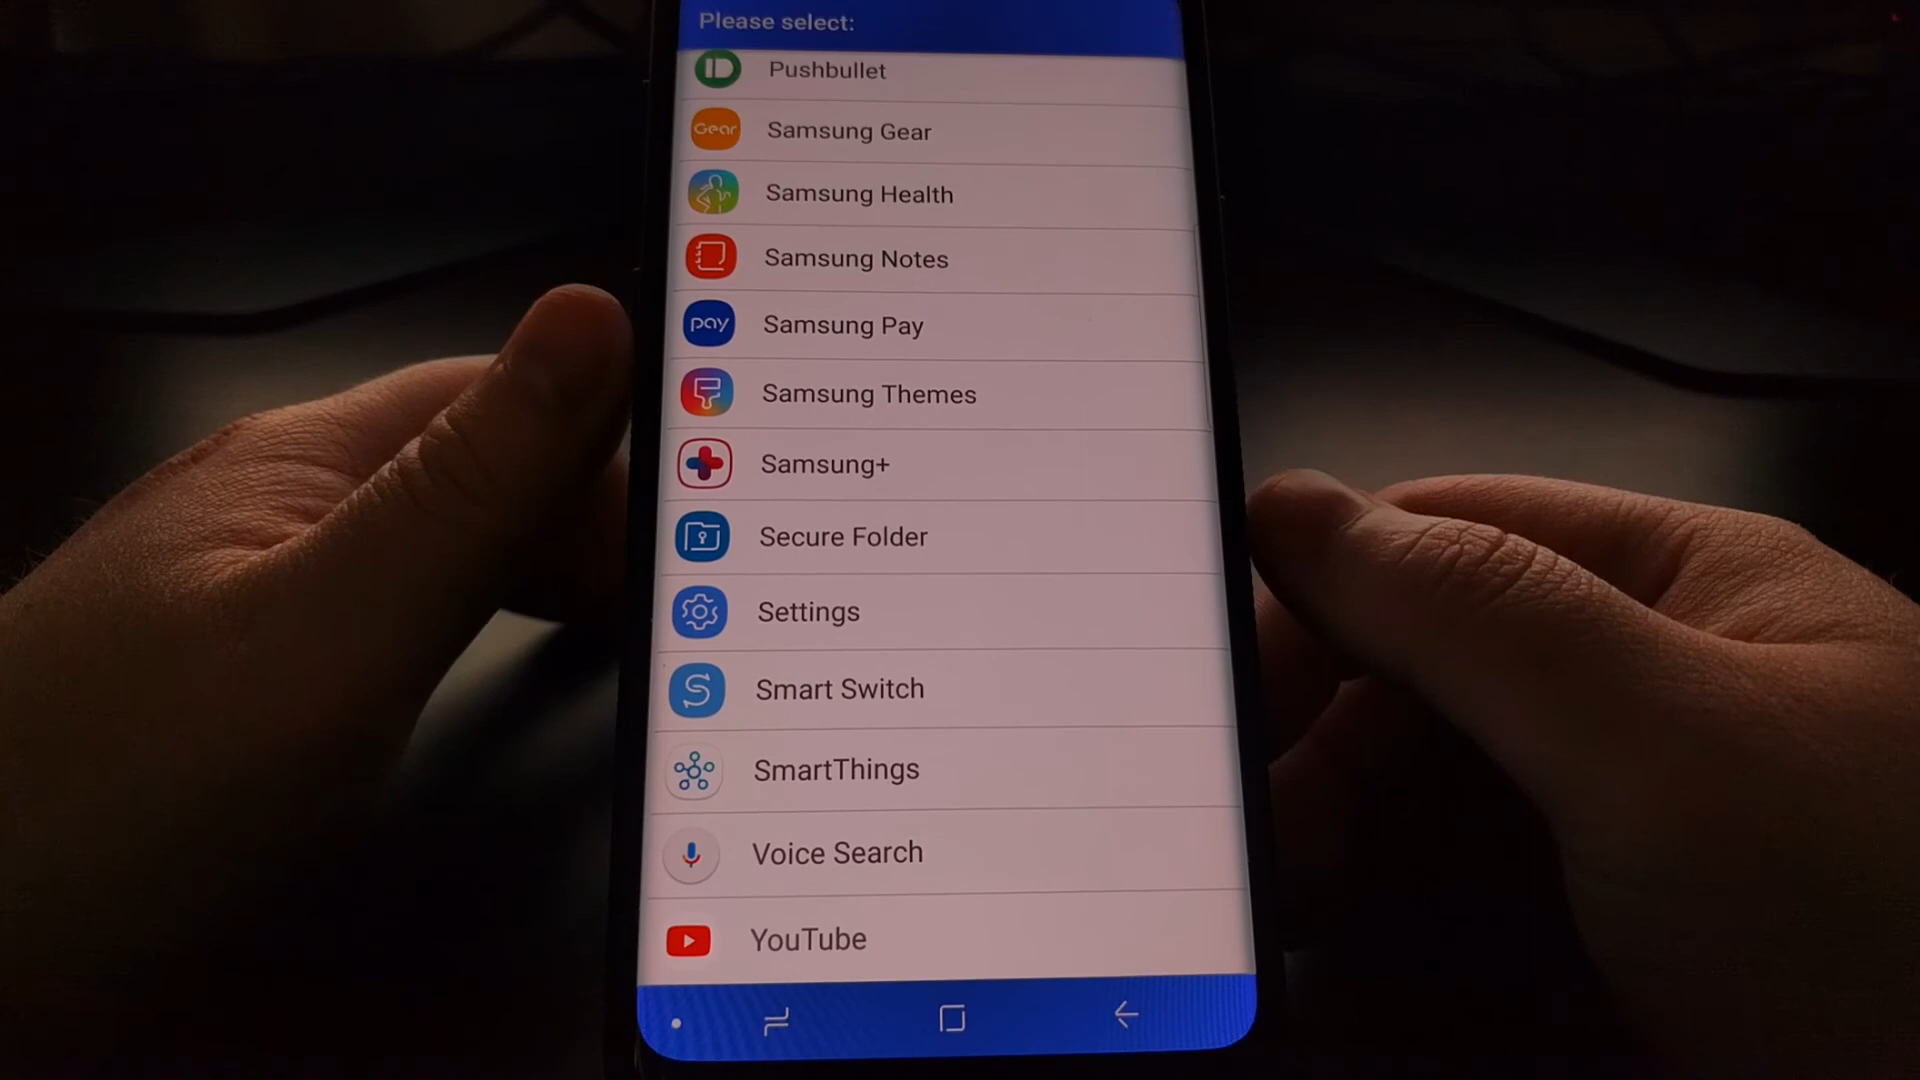 Please select:
Pushbullet
Gear
Samsung Gear
Samsung Health
Samsung Notes
pay
Samsung Pay
Samsung Themes
Samsung+
Secure Folder
Settings
Smart Switch
SmartThings
Voice Search
YouTube